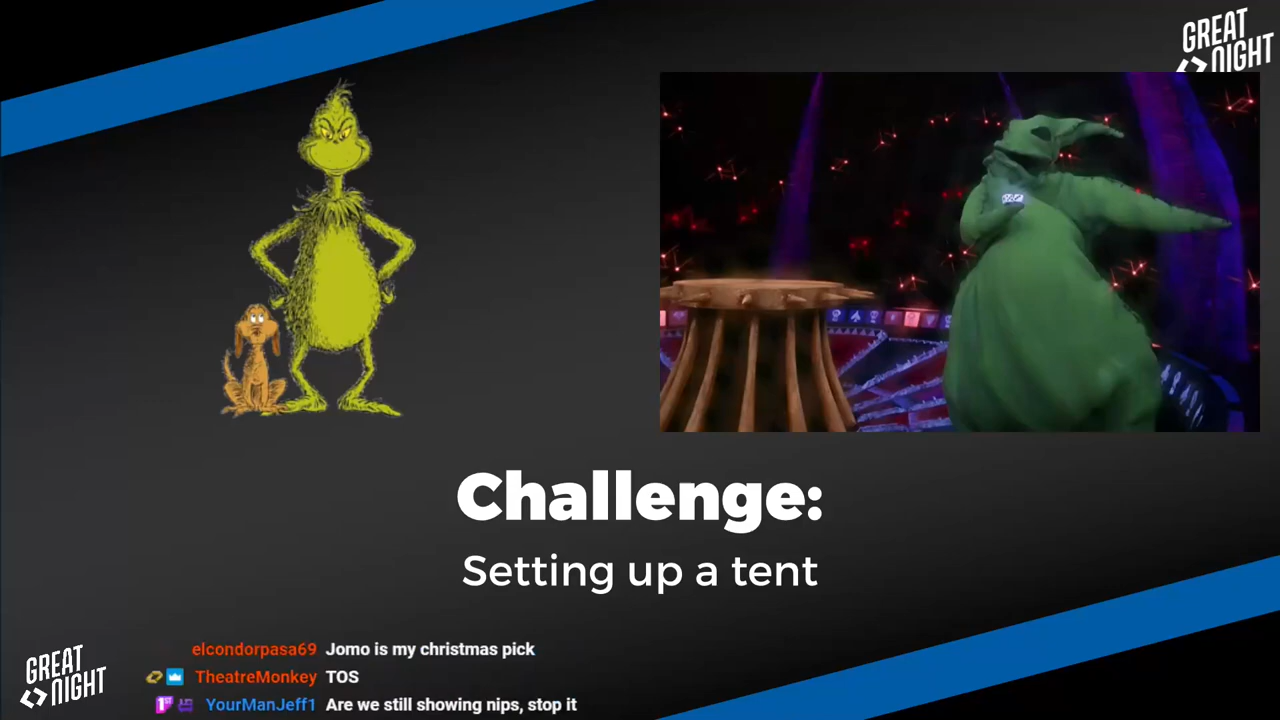 GREAT
NIGHT
Challenge:
Setting up a tent
elcondorpasa69 Jomo is my christmas pick
TheatreMonkey TOS
YourManJeff1 Are we still showing nips, stop it
GREAT
NIGHT